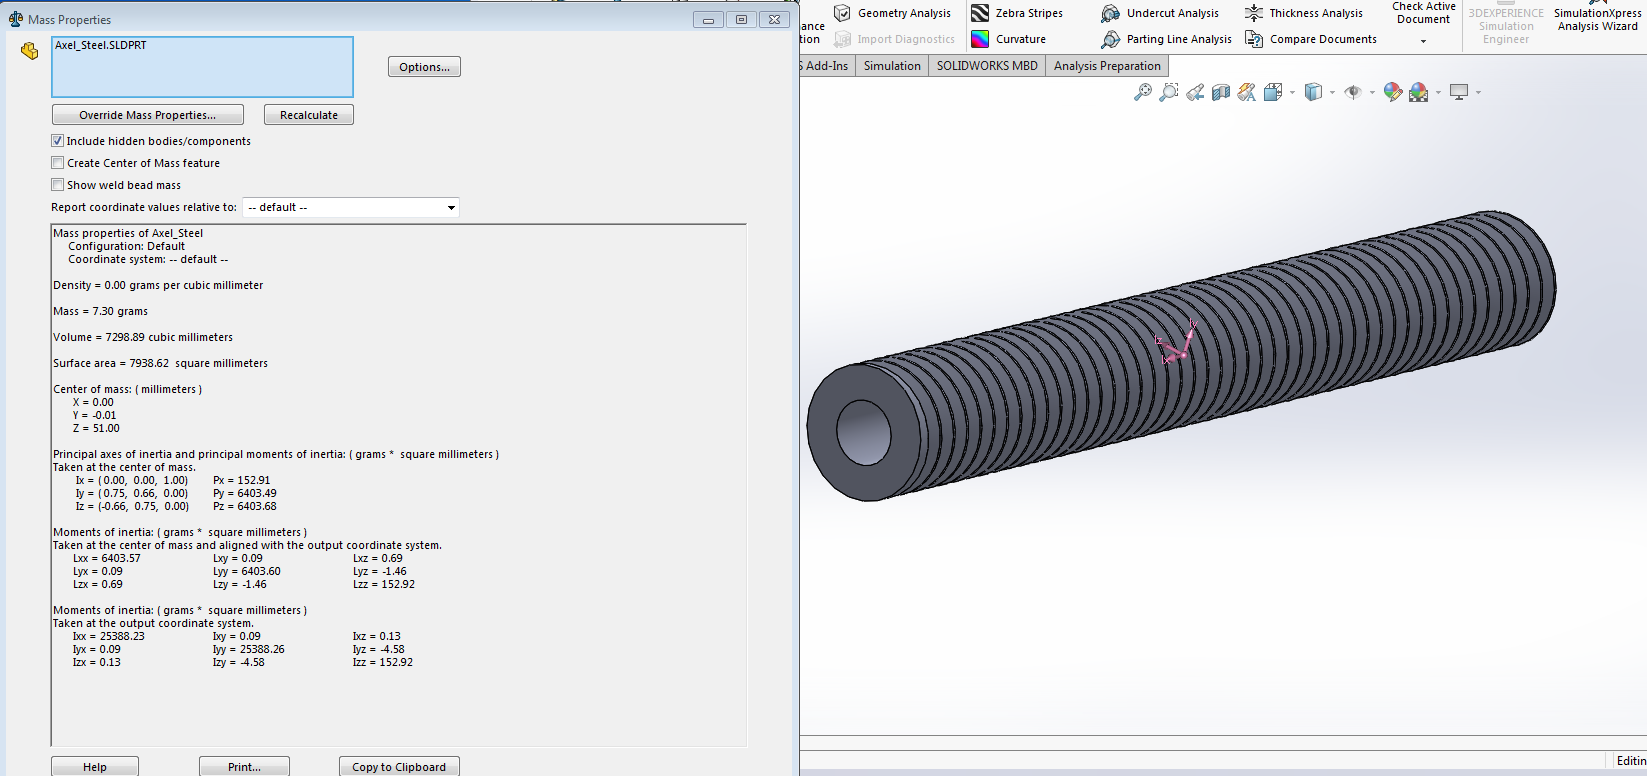 Mass Properties
Axel_Steel.SLDPRT
Options...
Override Mass Properties...
Recalculate
Include hidden bodies/components
Create Center of Mass feature
Show weld bead mass
Report coordinate values relative to: -- default --
Mass properties of Axel_Steel
Configuration: Default
Coordinate system: -- default --
Density = 0.00 grams per cubic millimeter
Mass = 7.30 grams
Volume = 7298.89 cubic millimeters
Surface area = 7938.62 square millimeters
Center of mass: ( millimeters )
X = 0.00
Y = -0.01
Z = 51.00
Principal axes of inertia and principal moments of inertia: ( grams * square millimeters )
Taken at the center of mass.
Ix = ( 0.00, 0.00, 1.00) Px = 152.91
Iy = ( 0.75, 0.66, 0.00) Py = 6403.49
Iz = (-0.66, 0.75, 0.00) Pz = 6403.68
Moments of inertia: ( grams * square millimeters )
Taken at the center of mass and aligned with the output coordinate system.
Lxx = 6403.57 Lxy = 0.09 Lxz = 0.69
Lyx = 0.09 Lyy = 6403.60 Lyz = -1.46
Lzx = 0.69 Lzy = -1.46 Lzz = 152.92
Moments of inertia: ( grams * square millimeters )
Taken at the output coordinate system.
Ixx = 25388.23 Ixy = 0.09 Ixz = 0.13
Iyx = 0.09 Iyy = 25388.26 Iyz = -4.58
Izx = 0.13 Izy = -4.58 Izz = 152.92
Help
Print...
Copy to Clipboard
ance
tion
Geometry Analysis
Import Diagnostics
Zebra Stripes
Curvature
Undercut Analysis
Parting Line Analysis
Thickness Analysis
Compare Documents
Check Active
Document
3DEXPERIENCE
Simulation
Engineer
SimulationXpress
Analysis Wizard
S Add-Ins
Simulation
SOLIDWORKS MBD
Analysis Preparation
Iy
Iz
Ix
Editin